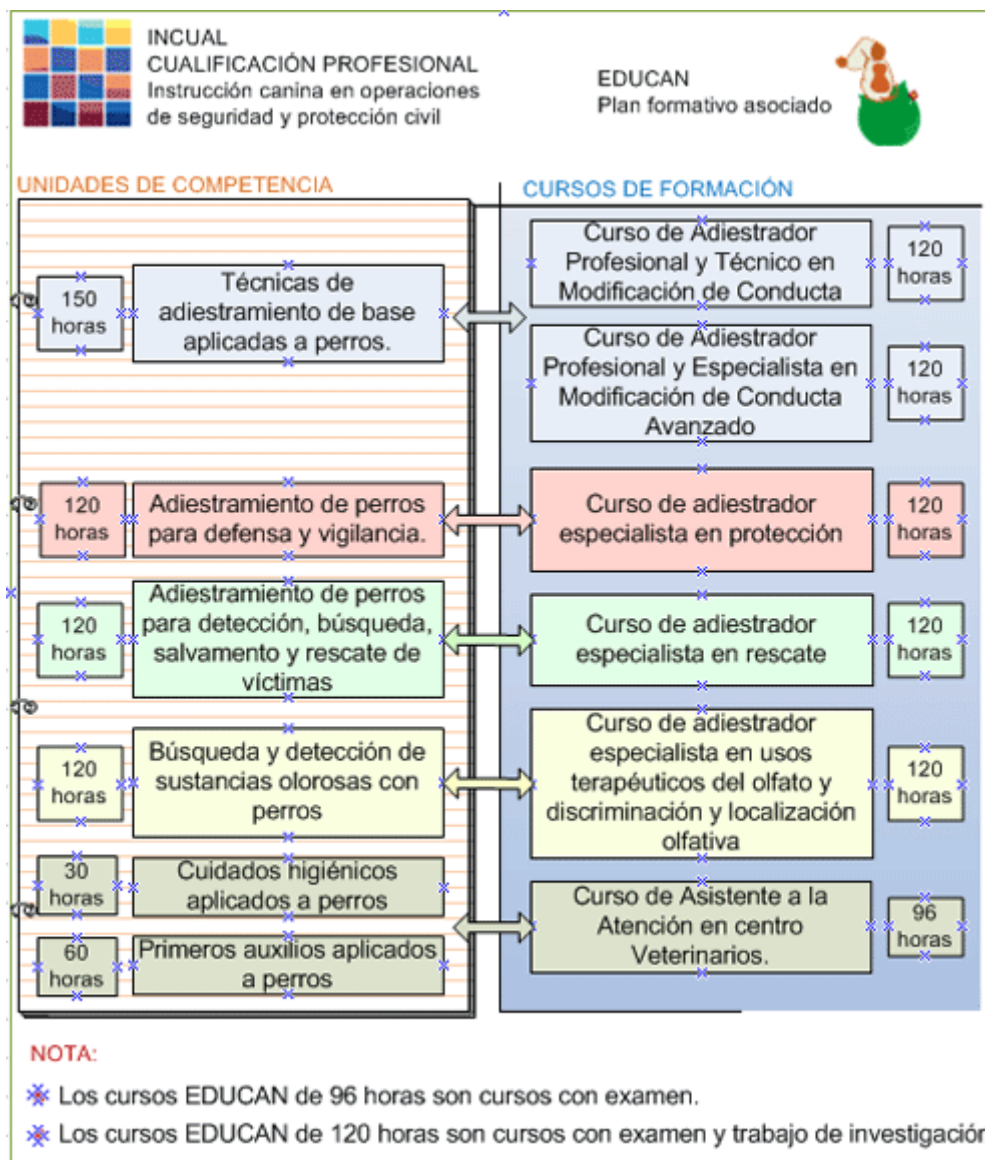 INCUAL
CUALIFICACIÓN PROFESIONAL
Instrucción canina en operaciones
de seguridad y protección civil
EDUCAN
Plan formativo asociado
UNIDADES DE COMPETENCIA
CURSOS DE FORMACIÓN
150
horas
Técnicas de
adiestramiento de base
aplicadas a perros.
Curso de Adiestrador
Profesional y Técnico en
Modificación de Conducta
120
horas
Curso de Adiestrador
Profesional y Especialista en
Modificación de Conducta
Avanzado
120
horas
120
horas
Adiestramiento de perros
para defensa y vigilancia.
Curso de adiestrador
especialista en protección
120
horas
120
horas
Adiestramiento de perros
para detección, búsqueda,
salvamento y rescate de
víctimas
Curso de adiestrador
especialista en rescate
120
horas
120
horas
Búsqueda y detección de
sustancias olorosas con
perros
Curso de adiestrador
especialista en usos
terapéuticos del olfato y
discriminación y localización
olfativa
120
horas
30
horas
Cuidados higiénicos
aplicados a perros
60
horas
Primeros auxilios aplicados
a perros
Curso de Asistente a la
Atención en centro
Veterinarios.
96
horas
NOTA:
Los cursos EDUCAN de 96 horas son cursos con examen.
Los cursos EDUCAN de 120 horas son cursos con examen y trabajo de investigación